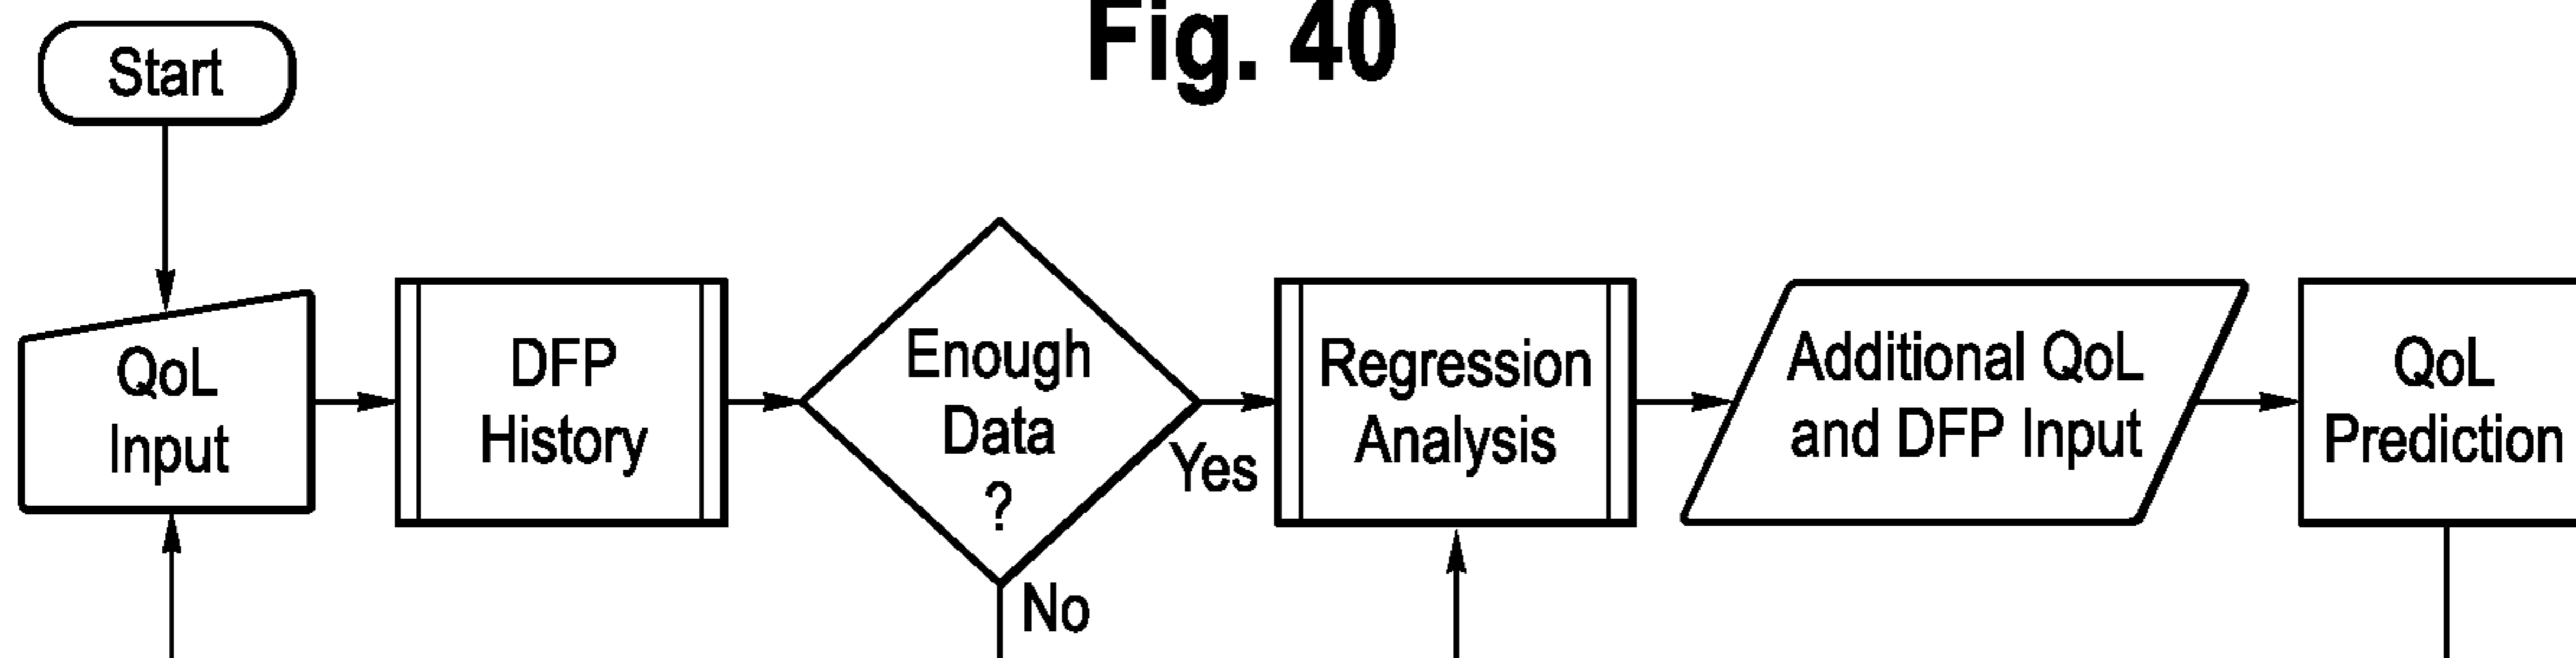 Fig. 40
Start
QoL
Input
DFP
History
Enough
Data
?
Yes
No
Regression
Analysis
Additional QoL
and DFP Input
QoL
Prediction